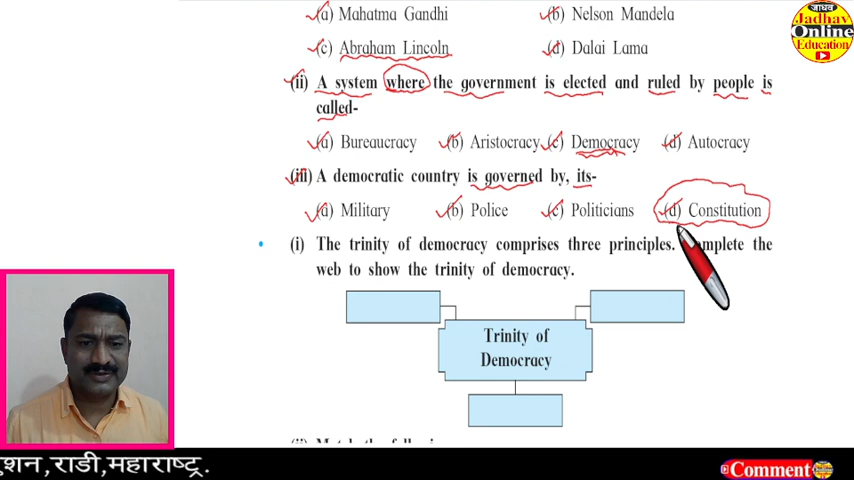 (a) Mahatma Gandhi (b) Nelson Mandela
जाधव
Jadhav
Online
Education
(c) Abraham Lincoln (d) Dalai Lama
(ii) A system where the government is elected and ruled by people is
called-
(a) Bureaucracy (b) Aristocracy (c) Democracy (d) Autocracy
(iii) A democratic country is governed by, its-
(a) Military (b) Police (c) Politicians (d) Constitution
(i) The trinity of democracy comprises three principles. the
web to show the trinity of democracy.
Trinity of
Democracy
राडी,महाराष्ट्र.
Comment